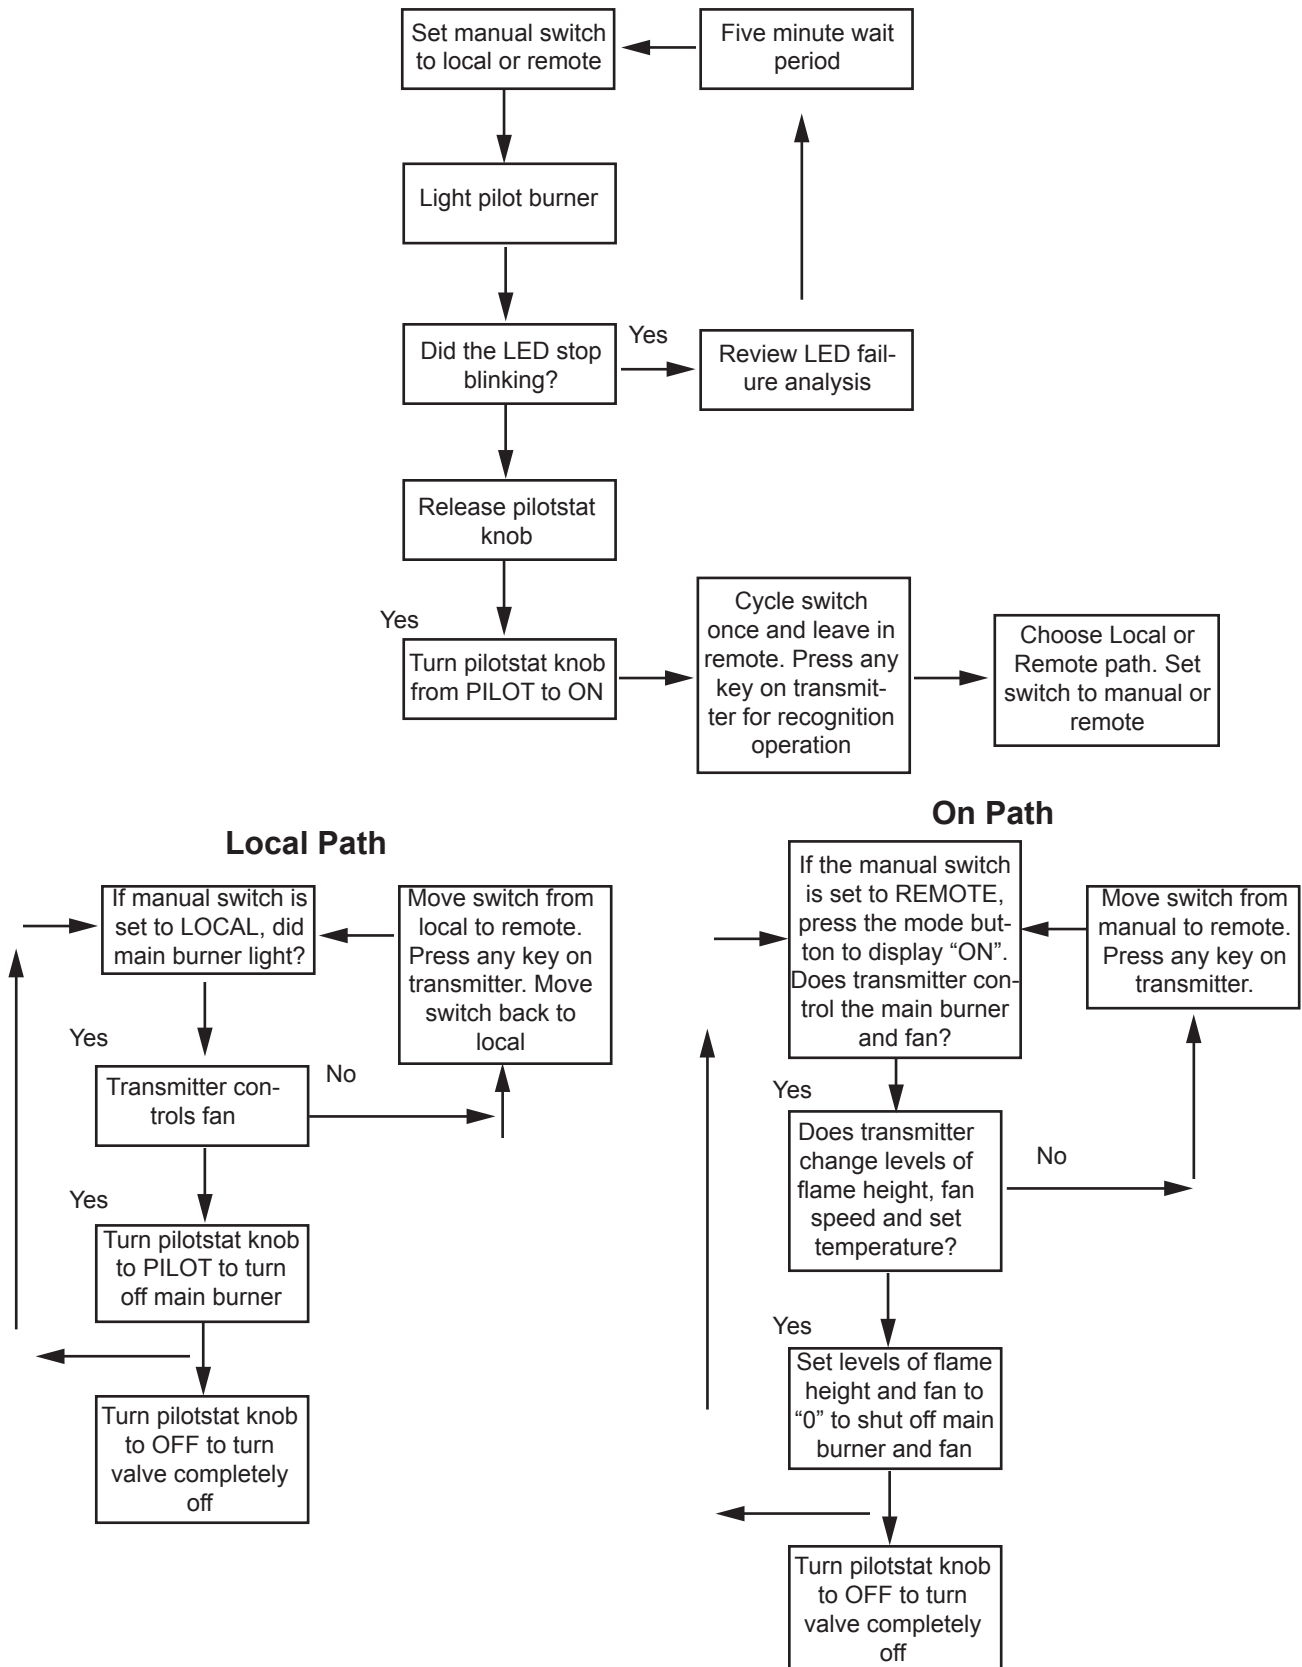 Set manual switch
to local or remote
Five minute wait
period
Light pilot burner
Did the LED stop
blinking?
Yes
Review LED fail-
ure analysis
Release pilotstat
knob
Yes
Turn pilotstat knob
from PILOT to ON
Cycle switch
once and leave in
remote. Press any
key on transmit-
ter for recognition
operation
Choose Local or
Remote path. Set
switch to manual or
remote
Local Path
If manual switch is
set to LOCAL, did
main burner light?
Move switch from
local to remote.
Press any key on
transmitter. Move
switch back to
local
Yes
Transmitter con-
trols fan
No
Yes
Turn pilotstat knob
to PILOT to turn
off main burner
Turn pilotstat knob
to OFF to turn
valve completely
off
On Path
If the manual switch
is set to REMOTE,
press the mode but-
ton to display “ON”.
Does transmitter con-
trol the main burner
and fan?
Move switch from
manual to remote.
Press any key on
transmitter.
Yes
Does transmitter
change levels of
flame height, fan
speed and set
temperature?
No
Yes
Set levels of flame
height and fan to
“0” to shut off main
burner and fan
Turn pilotstat knob
to OFF to turn
valve completely
off